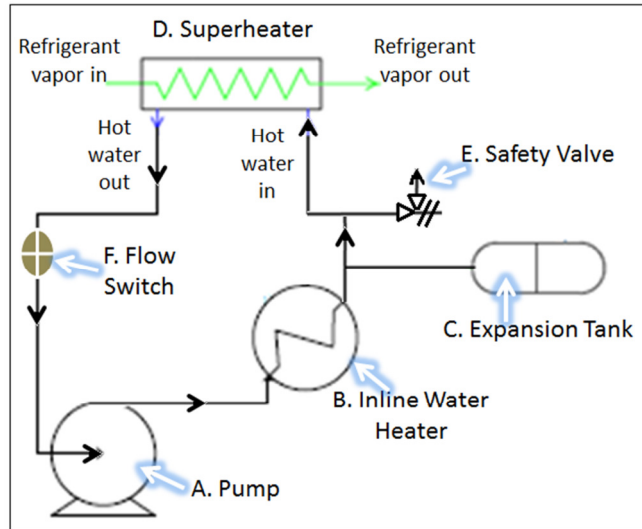 D. Superheater
Refrigerant
vapor in
Refrigerant
vapor out
Hot
water
out
Hot
water
in
E. Safety Valve
F. Flow
Switch
C. Expansion Tank
B. Inline Water
Heater
A. Pump